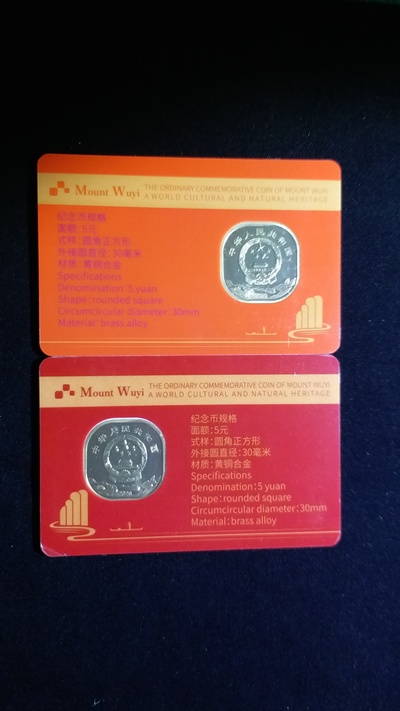 Mount Wuyi
THE ORDINARY COMMEMORATIVE COIN OF MOUNT WUYI
A WORLD CULTURAL AND NATURAL HERITAGE
纪念币规格
面额:5元
式样:圆角正方形
外接圆直径:30毫米
材质:黄铜合金
Specifications
Denomination:5 yuan
Shape:rounded square
Circumcircular diameter:30mm
Material:brass alloy
中华人民共和国
Mount Wuyi
THE ORDINARY COMMEMORATIVE COIN OF MOUNT WUYI
A WORLD CULTURAL AND NATURAL HERITAGE
中华人民共和国
纪念币规格
面额:5元
式样:圆角正方形
外接圆直径:30毫米
材质:黄铜合金
Specifications
Denomination:5 yuan
Shape:rounded square
Circumcircular diameter:30mm
Material:brass alloy